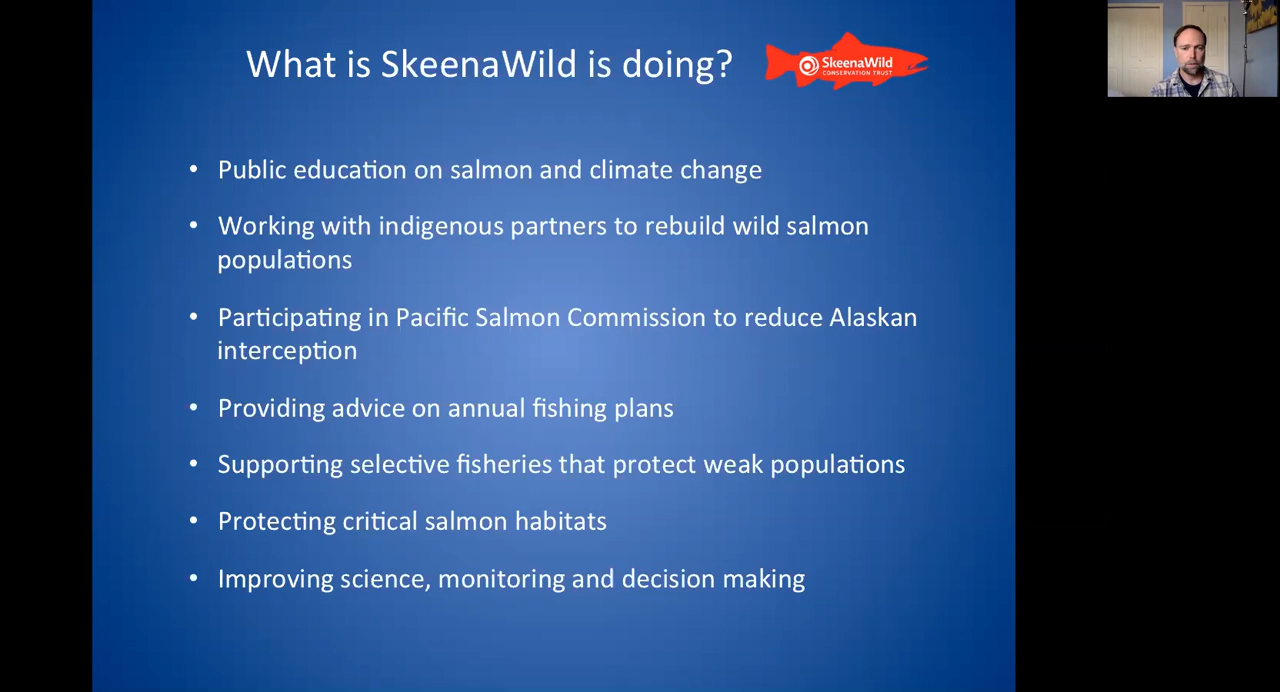 What is SkeenaWild is doing?
SkeenaWild
CONSERVATION TRUST
• Public education on salmon and climate change
• Working with indigenous partners to rebuild wild salmon
populations
• Participating in Pacific Salmon Commission to reduce Alaskan
interception
• Providing advice on annual fishing plans
• Supporting selective fisheries that protect weak populations
• Protecting critical salmon habitats
• Improving science, monitoring and decision making